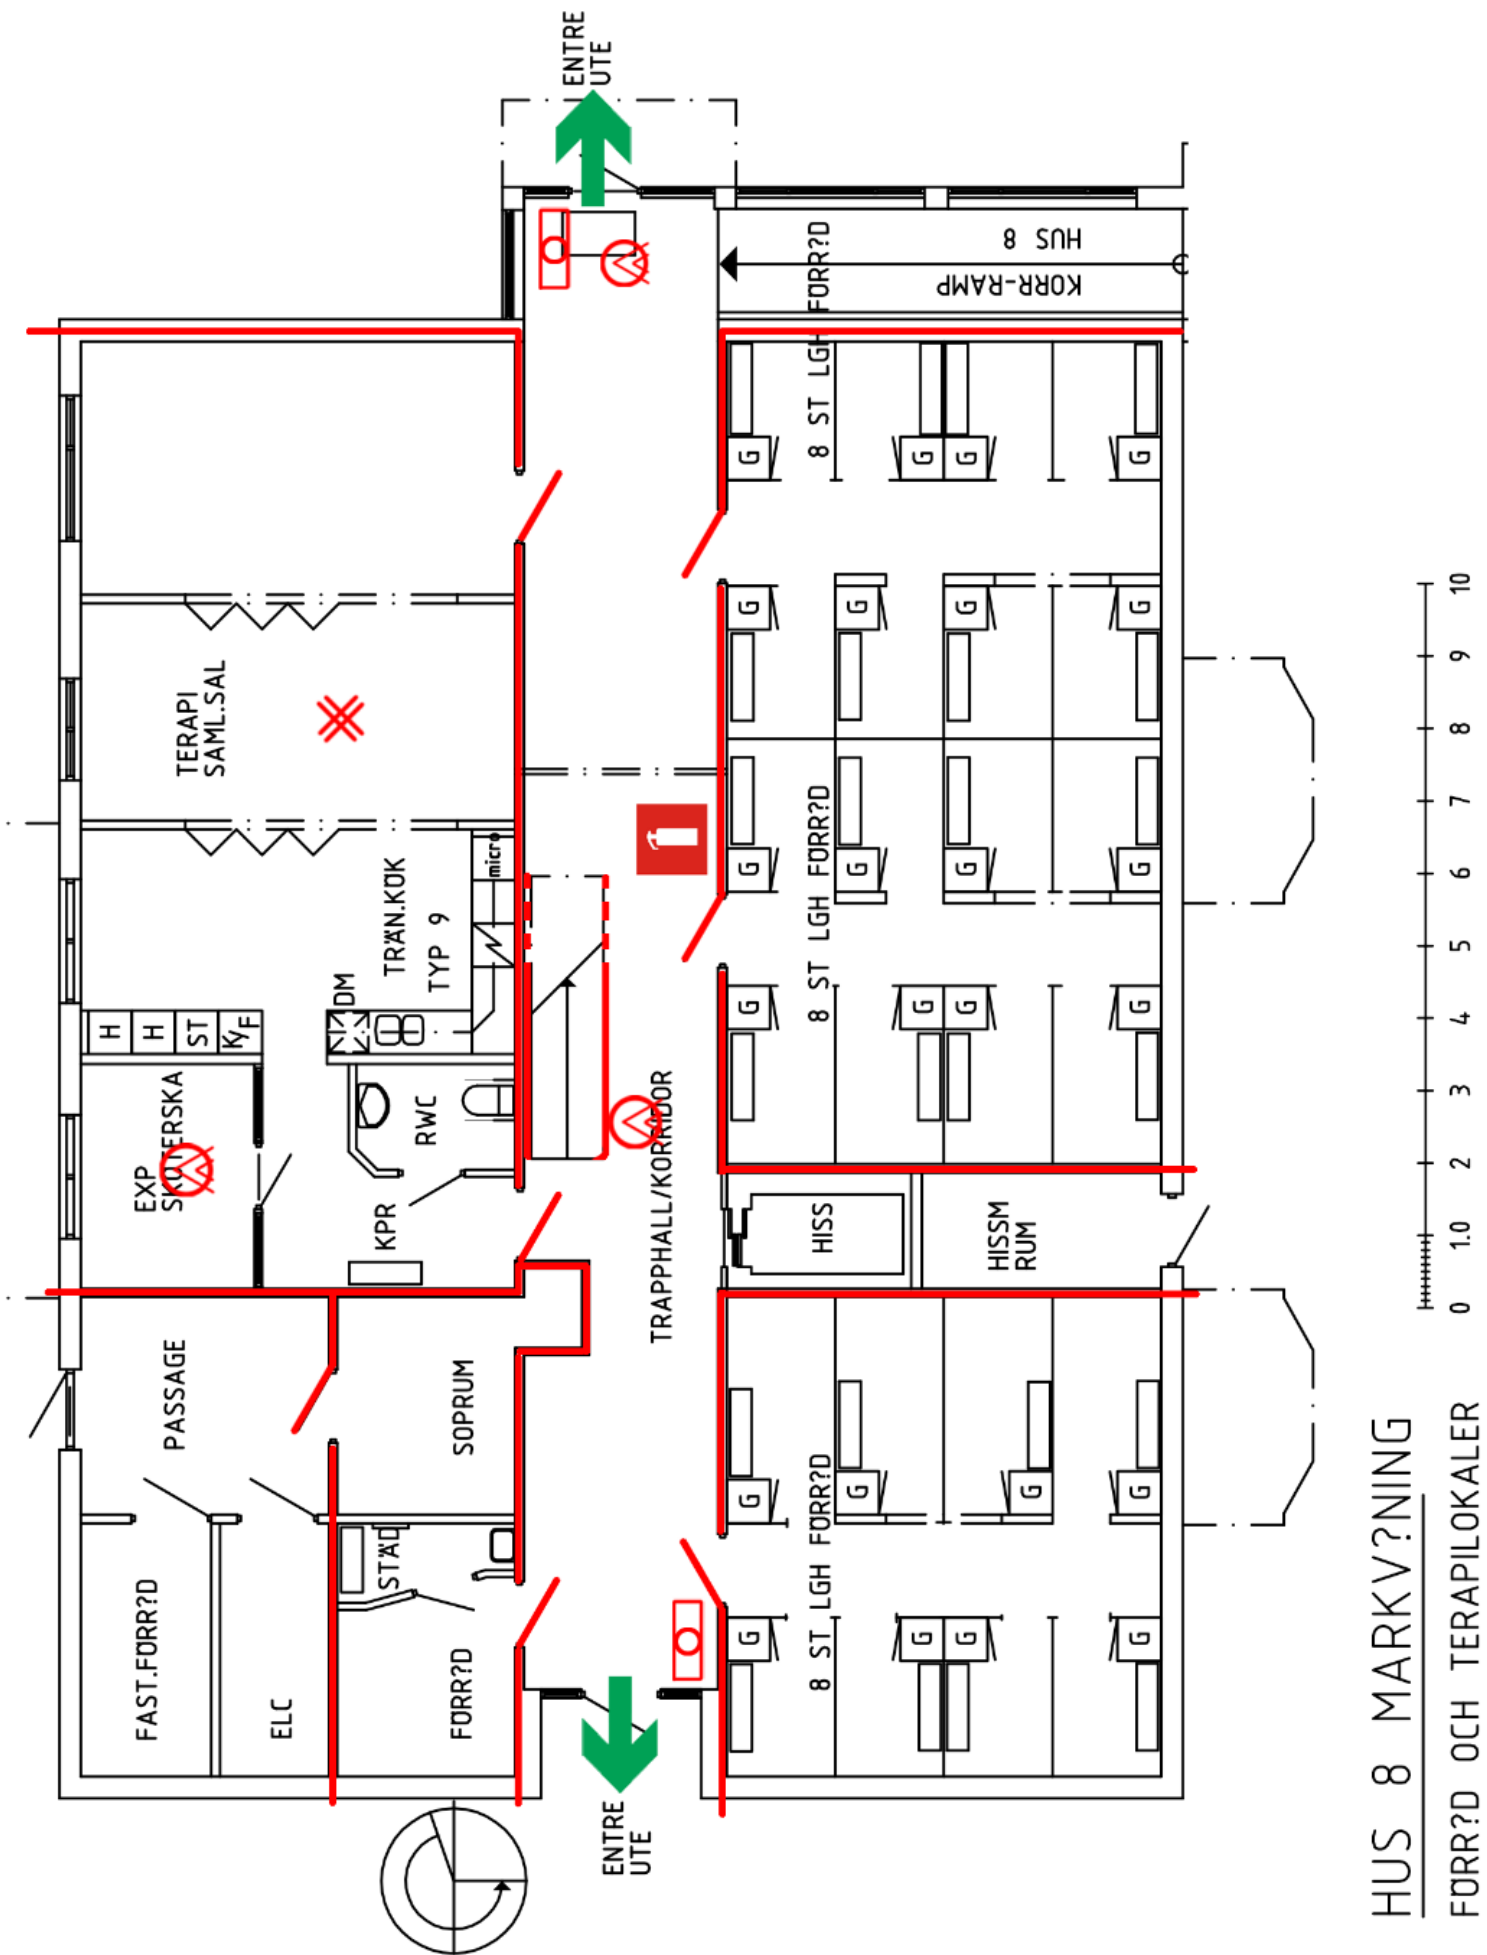 ENTRE
UTE
HUS 8
KORR-RAMP
8 ST LGH FÖRR?D
G
G
G
G
G
G
G
G
TERAPI
SAML.SAL
micro
TRÄN.KÖK
TYP 9
DM
H
H
ST
K/F
8 ST LGH FÖRR?D
G
G
G
G
G
G
G
G
EXP
SKÖTERSKA
RWC
KPR
TRAPPHALL/KORRIDOR
HISS
HISSM
RUM
PASSAGE
SOPRUM
STÄD
FAST.FÖRR?D
ELC
FÖRR?D
8 ST LGH FÖRR?D
G
G
G
G
G
G
G
G
ENTRE
UTE
0 1.0 2 3 4 5 6 7 8 9 10
HUS 8 MARKV?NING
FÖRR?D OCH TERAPILOKALER